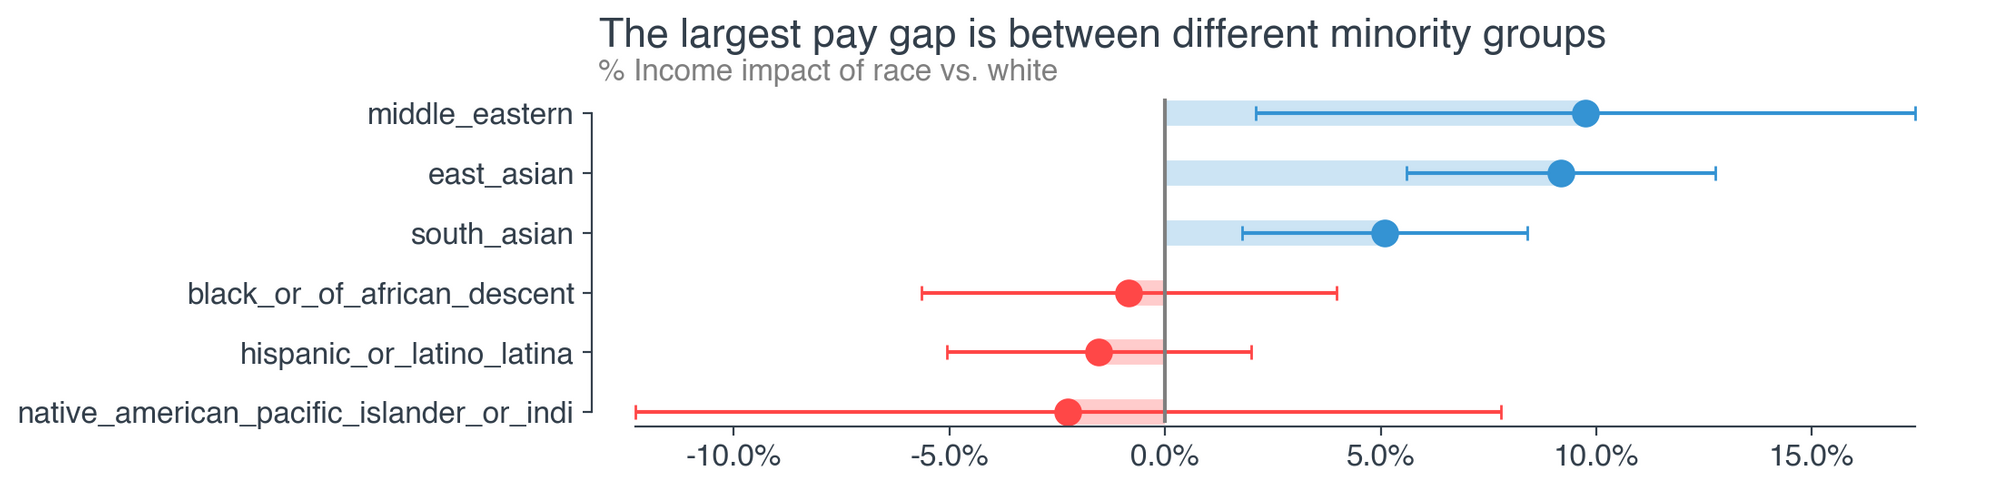 The largest pay gap is between different minority groups
% Income impact of race vs. white
middle_eastern
east_asian
south_asian
black_or_of_african_descent
hispanic_or_latino_latina
native_american_pacific_islander_or_indi
-10.0% -5.0% 0.0% 5.0% 10.0% 15.0%